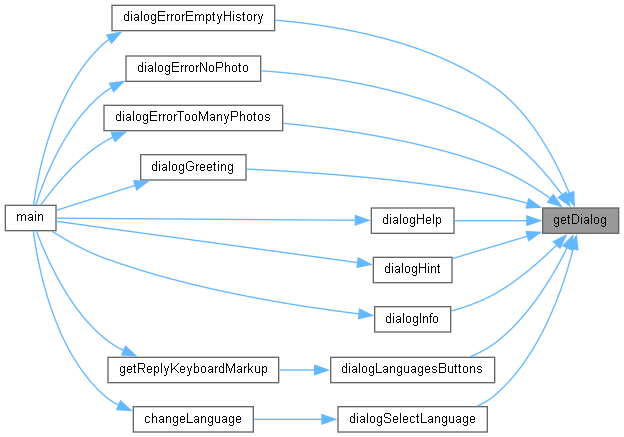 dialogErrorEmptyHistory
dialogErrorNoPhoto
dialogErrorTooManyPhotos
dialogGreeting
main
dialogHelp
getDialog
dialogHint
dialogInfo
getReplyKeyboardMarkup
dialogLanguagesButtons
changeLanguage
dialogSelectLanguage